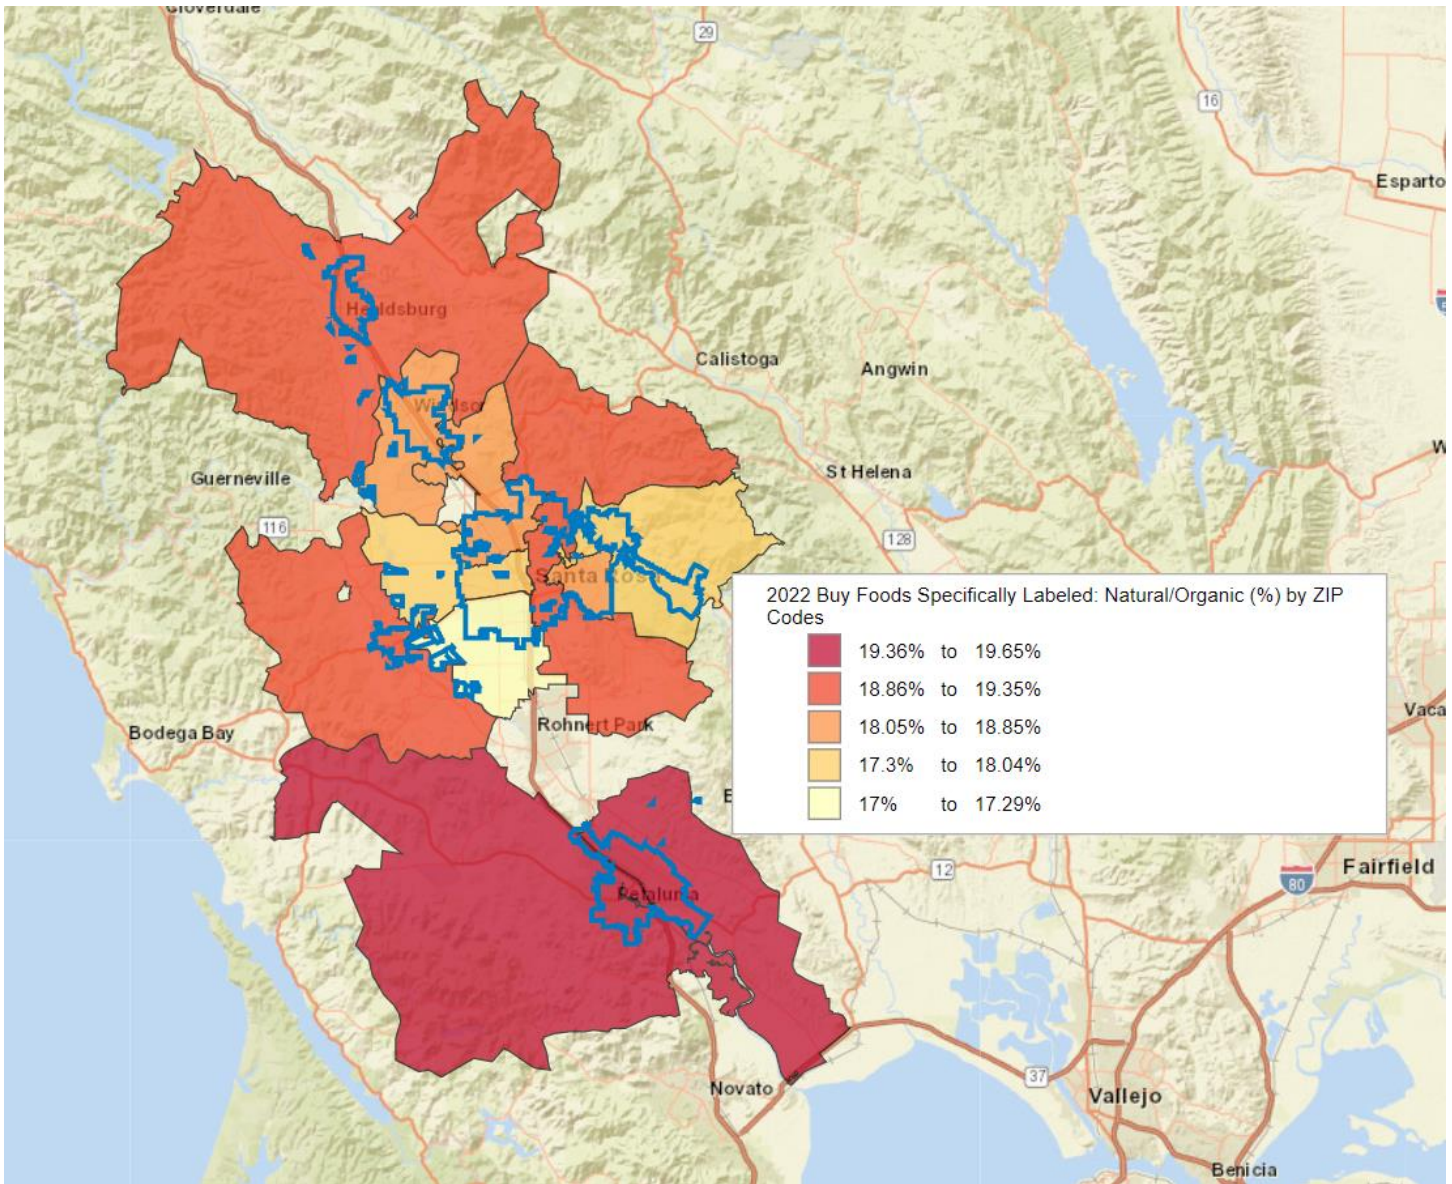 Cloverdale
29
16
Esparto
Healdsburg
Calistoga
Angwin
Windsor
W
Guerneville
St Helena
116
128
Santa Rosa
2022 Buy Foods Specifically Labeled: Natural/Organic (%) by ZIP
Codes
19.36% to 19.65%
18.86% to 19.35%
18.05% to 18.85%
17.3% to 18.04%
17% to 17.29%
Vaca
Bodega Bay
Rohnert Park
E
12
80
Fairfield
Petaluma
37
Novato
Vallejo
Benicia